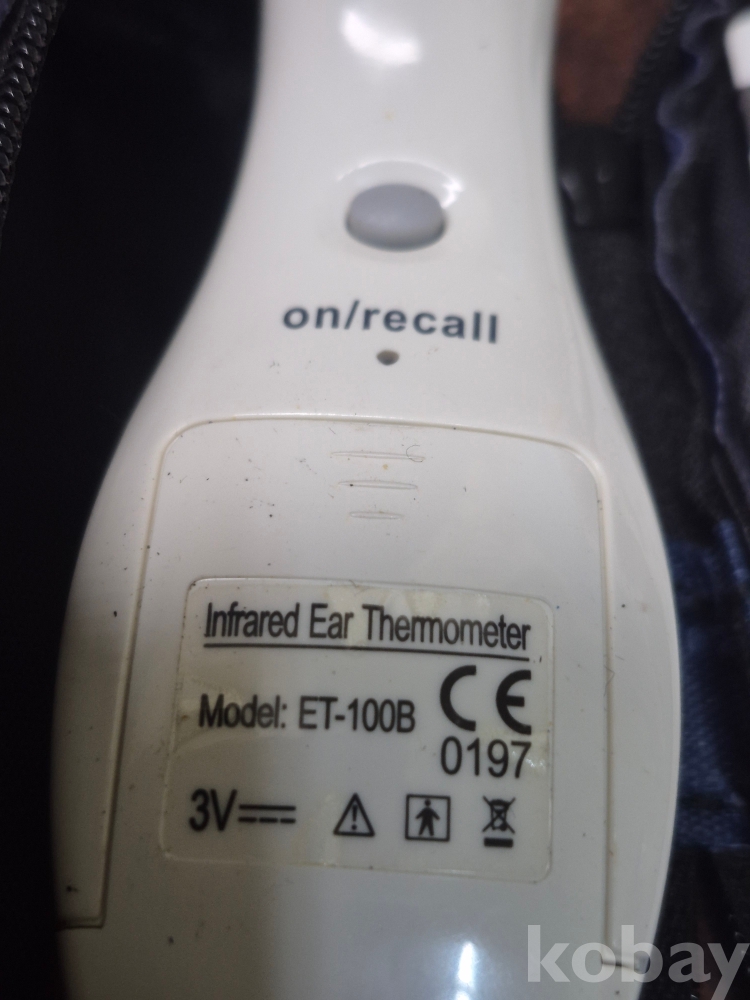 on/recall
Infrared Ear Thermometer
Model: ET-100B
CE
0197
3V
kobay